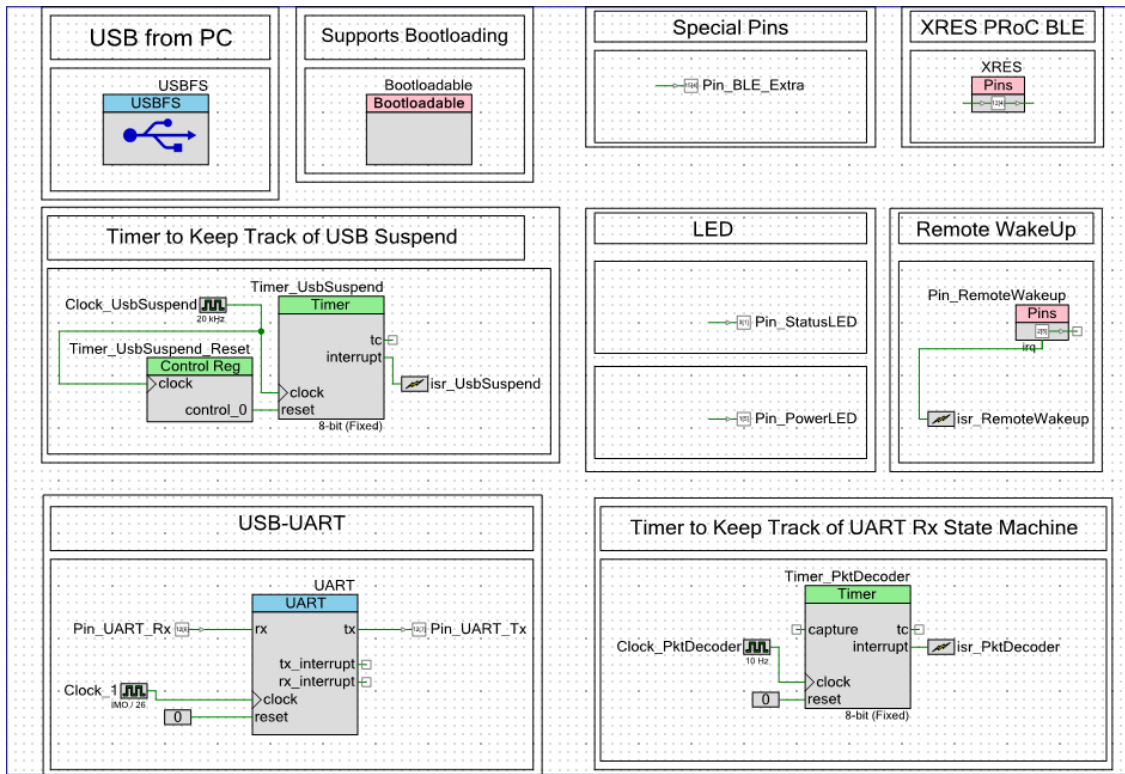 USB from PC
USBFS
USBFS
Supports Bootloading
Bootloadable
Bootloadable
Special Pins
Pin_BLE_Extra
XRES PRoC BLE
XRES
Pins
Timer to Keep Track of USB Suspend
Timer_UsbSuspend
Timer
Clock_UsbSuspend
20 kHz
tc
interrupt
isr_UsbSuspend
Timer_UsbSuspend_Reset
Control Reg
clock
control_0
clock
reset
8-bit (Fixed)
LED
Pin_StatusLED
Pin_PowerLED
Remote WakeUp
Pin_RemoteWakeup
Pins
irq
isr_RemoteWakeup
USB-UART
UART
UART
Pin_UART_Rx
rx
tx
Pin_UART_Tx
tx_interrupt
rx_interrupt
Clock_1
IMO / 26
clock
0
reset
Timer to Keep Track of UART Rx State Machine
Timer_PktDecoder
Timer
capture
tc
Clock_PktDecoder
10 Hz
interrupt
isr_PktDecoder
clock
0
reset
8-bit (Fixed)